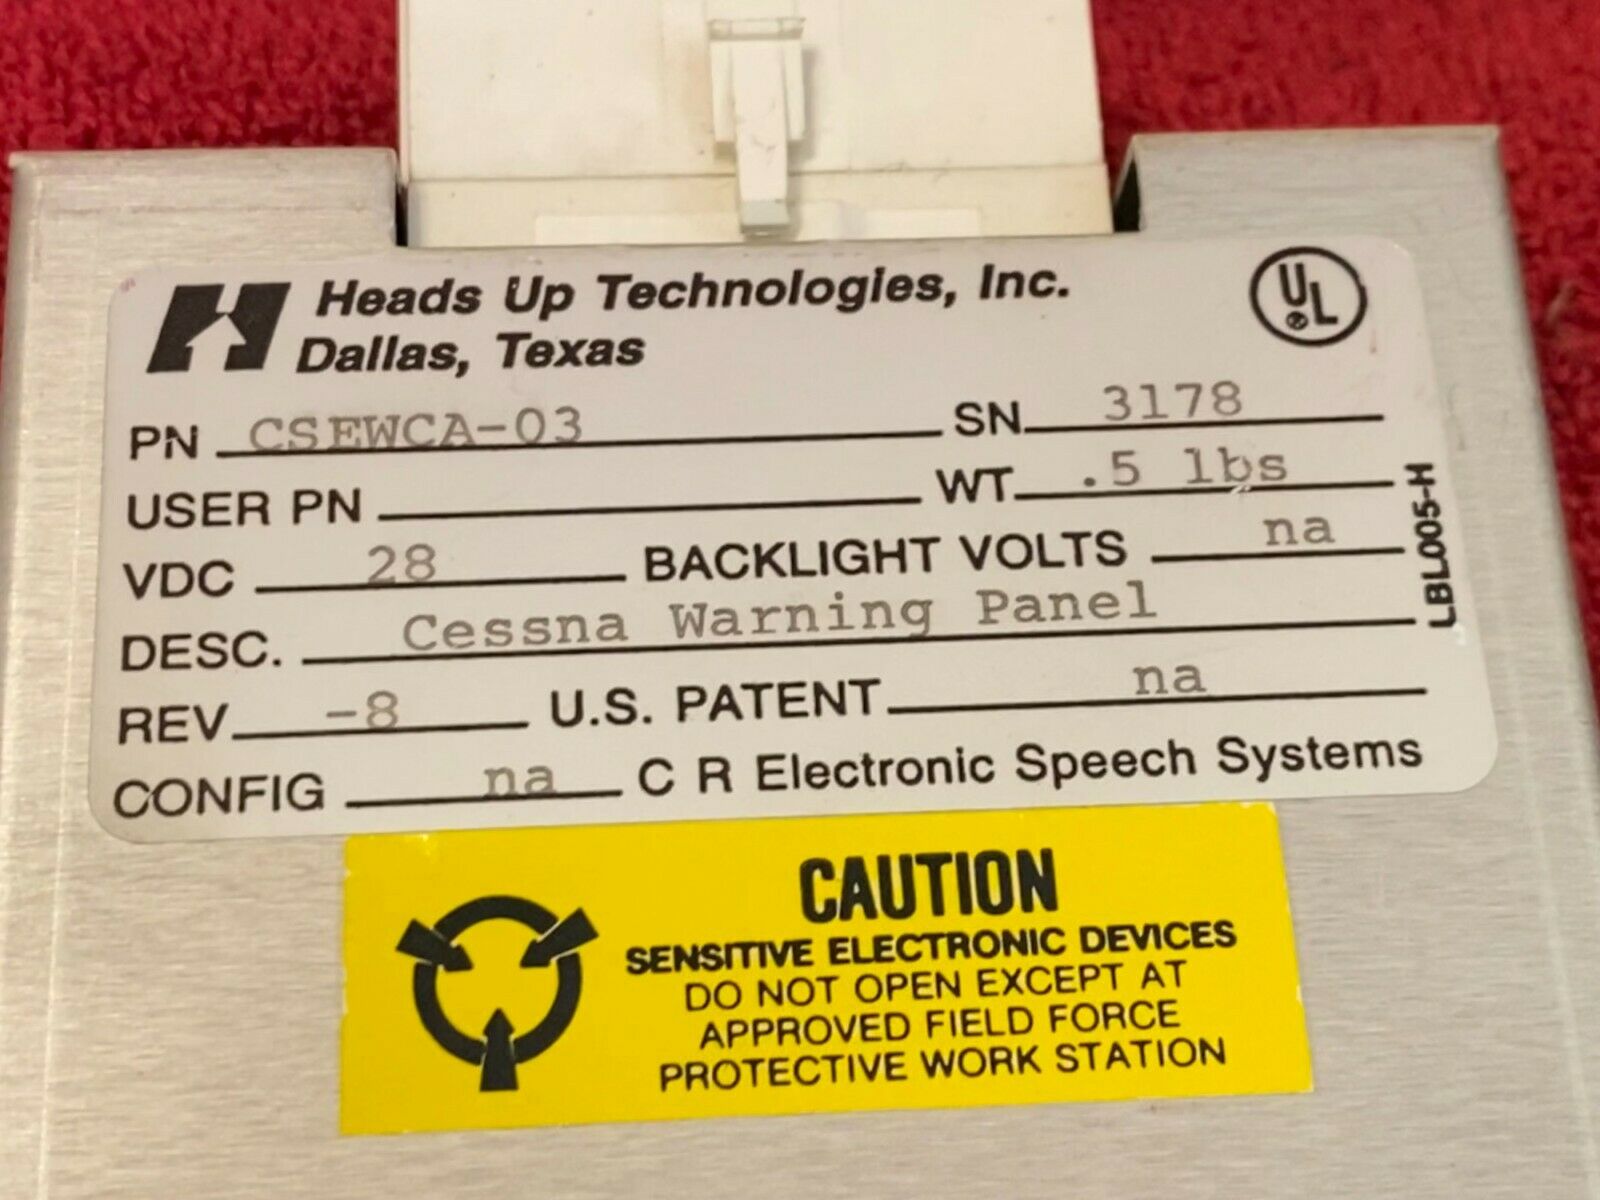 Heads Up Technologies, Inc.
Dallas, Texas
UL ®
PN CSEWCA-03 SN 3178
USER PN WT .5 lbs
VDC 28 BACKLIGHT VOLTS na
DESC. Cessna Warning Panel
REV -8 U.S. PATENT na
CONFIG na C R Electronic Speech Systems
LBL005-H
CAUTION
SENSITIVE ELECTRONIC DEVICES
DO NOT OPEN EXCEPT AT
APPROVED FIELD FORCE
PROTECTIVE WORK STATION